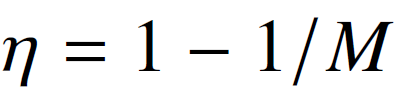 η = 1 − 1/M